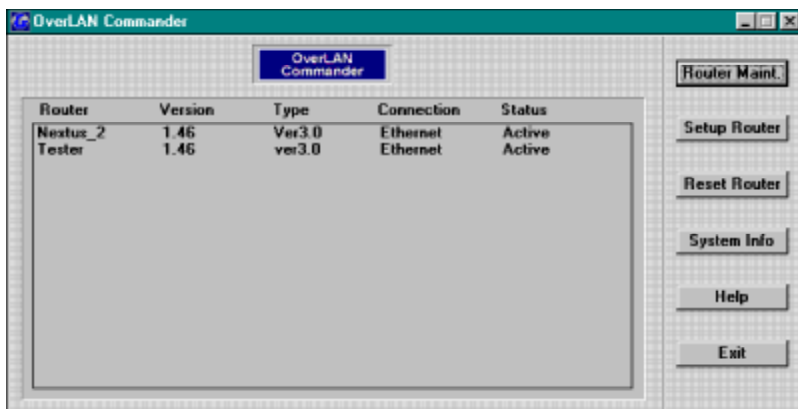 OverLAN Commander
OverLAN
Commander
Router Maint.
Router Version Type Connection Status
Nextus_2 1.46 Ver3.0 Ethernet Active
Tester 1.46 ver3.0 Ethernet Active
Setup Router
Reset Router
System Info
Help
Exit